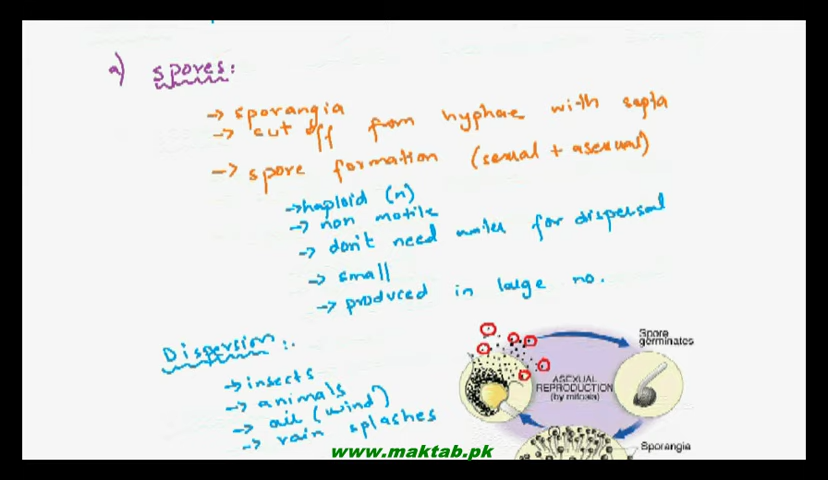 a) spores:
-> sporangia
-> cut off from hyphae with septa
-> spore formation (sexual + asexual)
-> haploid (n)
-> non motile
-> don't need water for dispersal
-> small
-> produced in large no.
Dispersion:.
-> insects
-> animals
-> air (wind)
-> rain splashes
Spore
germinates
ASEXUAL
REPRODUCTION
(by mitosis)
Sporangia
www.maktab.pk